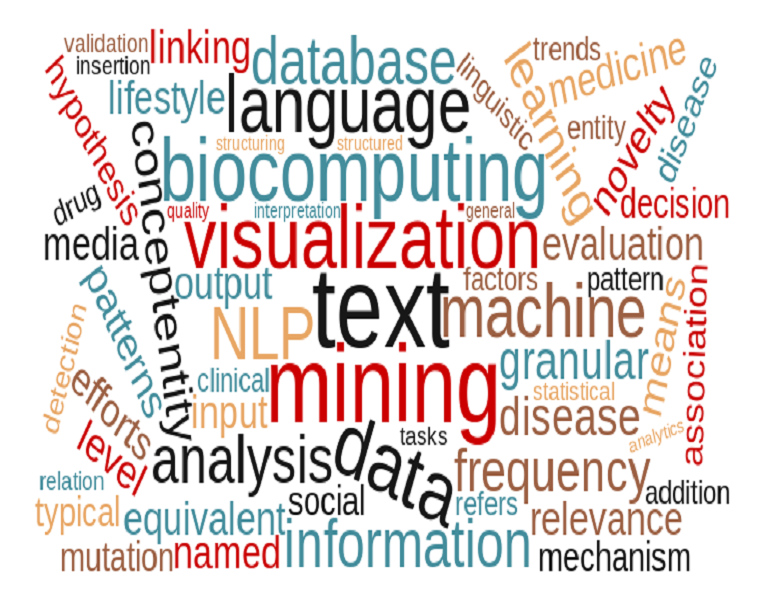 validation
linking
insertion
database
lifestyle
language
hypothesis
linguistic
learning
trends
medicine
entity
novelty
disease
decision
structuring
structured
biocomputing
conceptentity
drug
quality
interpretation
general
media
visualization
evaluation
patterns
output
text
factors
pattern
machine
means
association
NLP
detection
efforts
clinical
mining
granular
statistical
input
disease
level
analysis
data
tasks
analytics
frequency
relation
social
refers
addition
typical
equivalent
information
relevance
mutation
named
mechanism